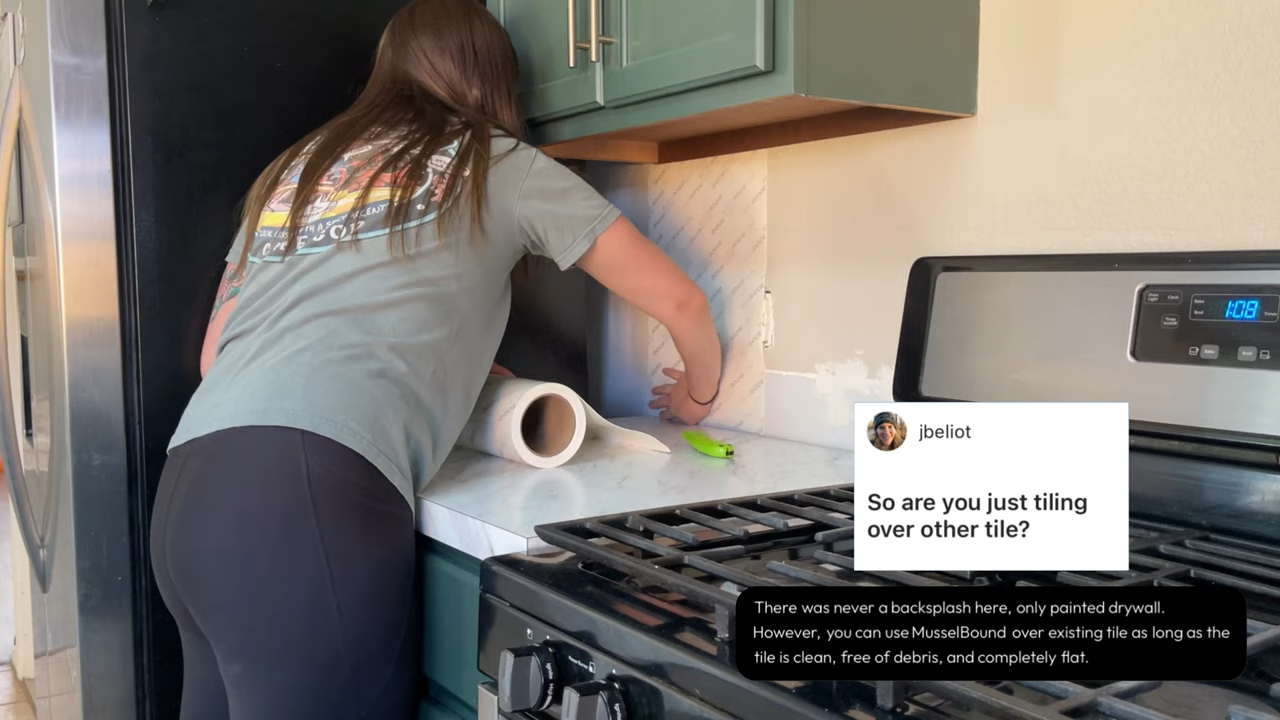 OREGON
1:08
jbeliot
So are you just tiling
over other tile?
There was never a backsplash here, only painted drywall.
However, you can use MusselBound over existing tile as long as the
tile is clean, free of debris, and completely flat.